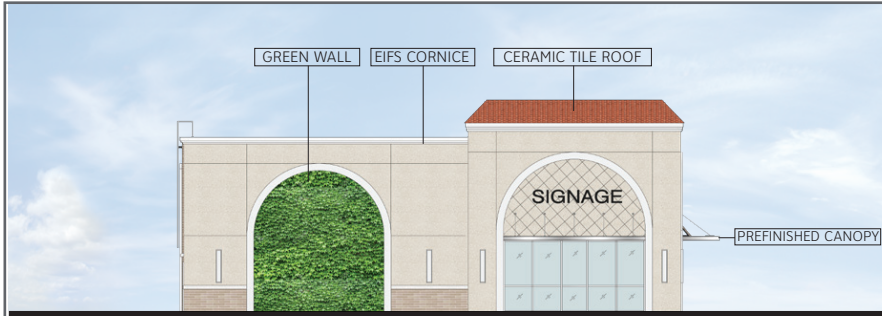 GREEN WALL
EIFS CORNICE
CERAMIC TILE ROOF
SIGNAGE
PREFINISHED CANOPY